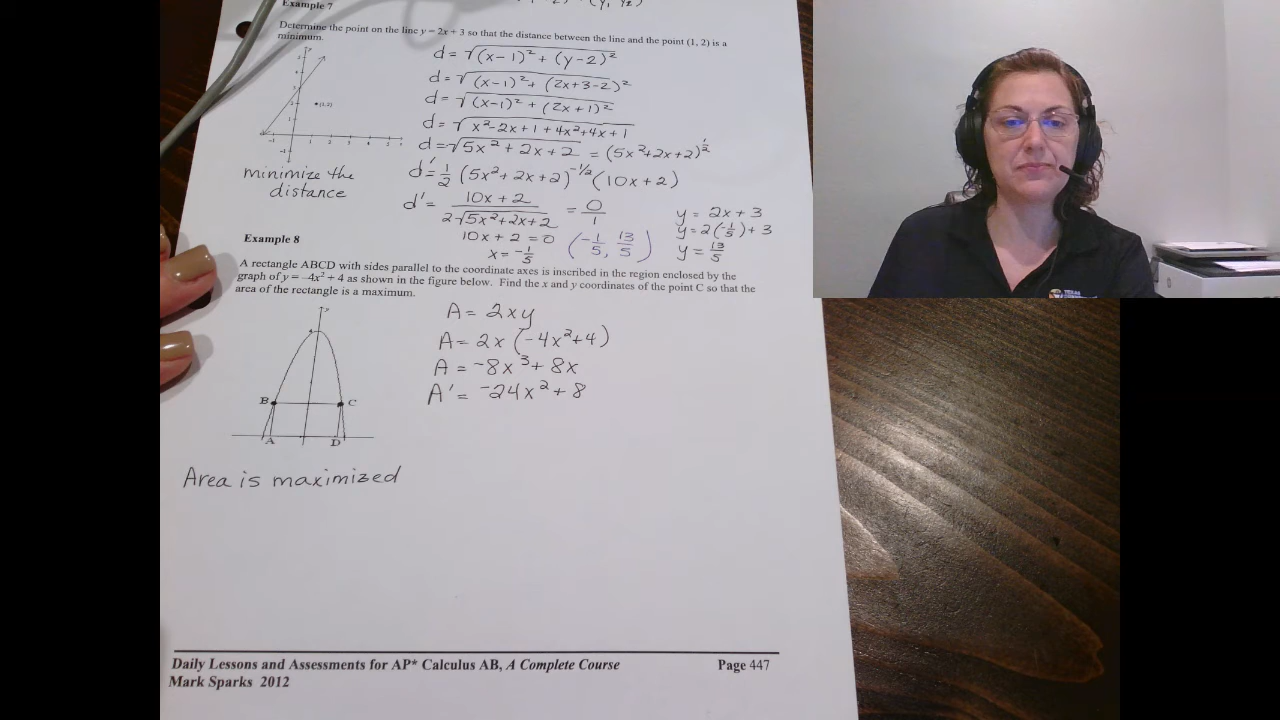 Example 7
Determine the point on the line y = 2x + 3 so that the distance between the line and the point (1, 2) is a
minimum.
d = √(x-1)² + (y-2)²
d = √(x-1)² + (2x+3-2)²
d = √(x-1)² + (2x+1)²
d = √x²-2x+1+4x²+4x+1
d = √5x²+2x+2 = (5x²+2x+2)^1/2
d' = 1/2 (5x²+2x+2)^-1/2 (10x+2)
d' = 10x+2 / 2√5x²+2x+2 = 0/1
10x+2 = 0
x = -1/5
(-1/5, 13/5)
y = 2x+3
y = 2(-1/5)+3
y = 13/5
(1, 2)
minimize the
distance
Example 8
A rectangle ABCD with sides parallel to the coordinate axes is inscribed in the region enclosed by the
graph of y = –4x² + 4 as shown in the figure below. Find the x and y coordinates of the point C so that the
area of the rectangle is a maximum.
A = 2xy
A = 2x (-4x²+4)
A = -8x³+8x
A' = -24x²+8
y
B C
A D
Area is maximized
Daily Lessons and Assessments for AP* Calculus AB, A Complete Course Page 447
Mark Sparks 2012